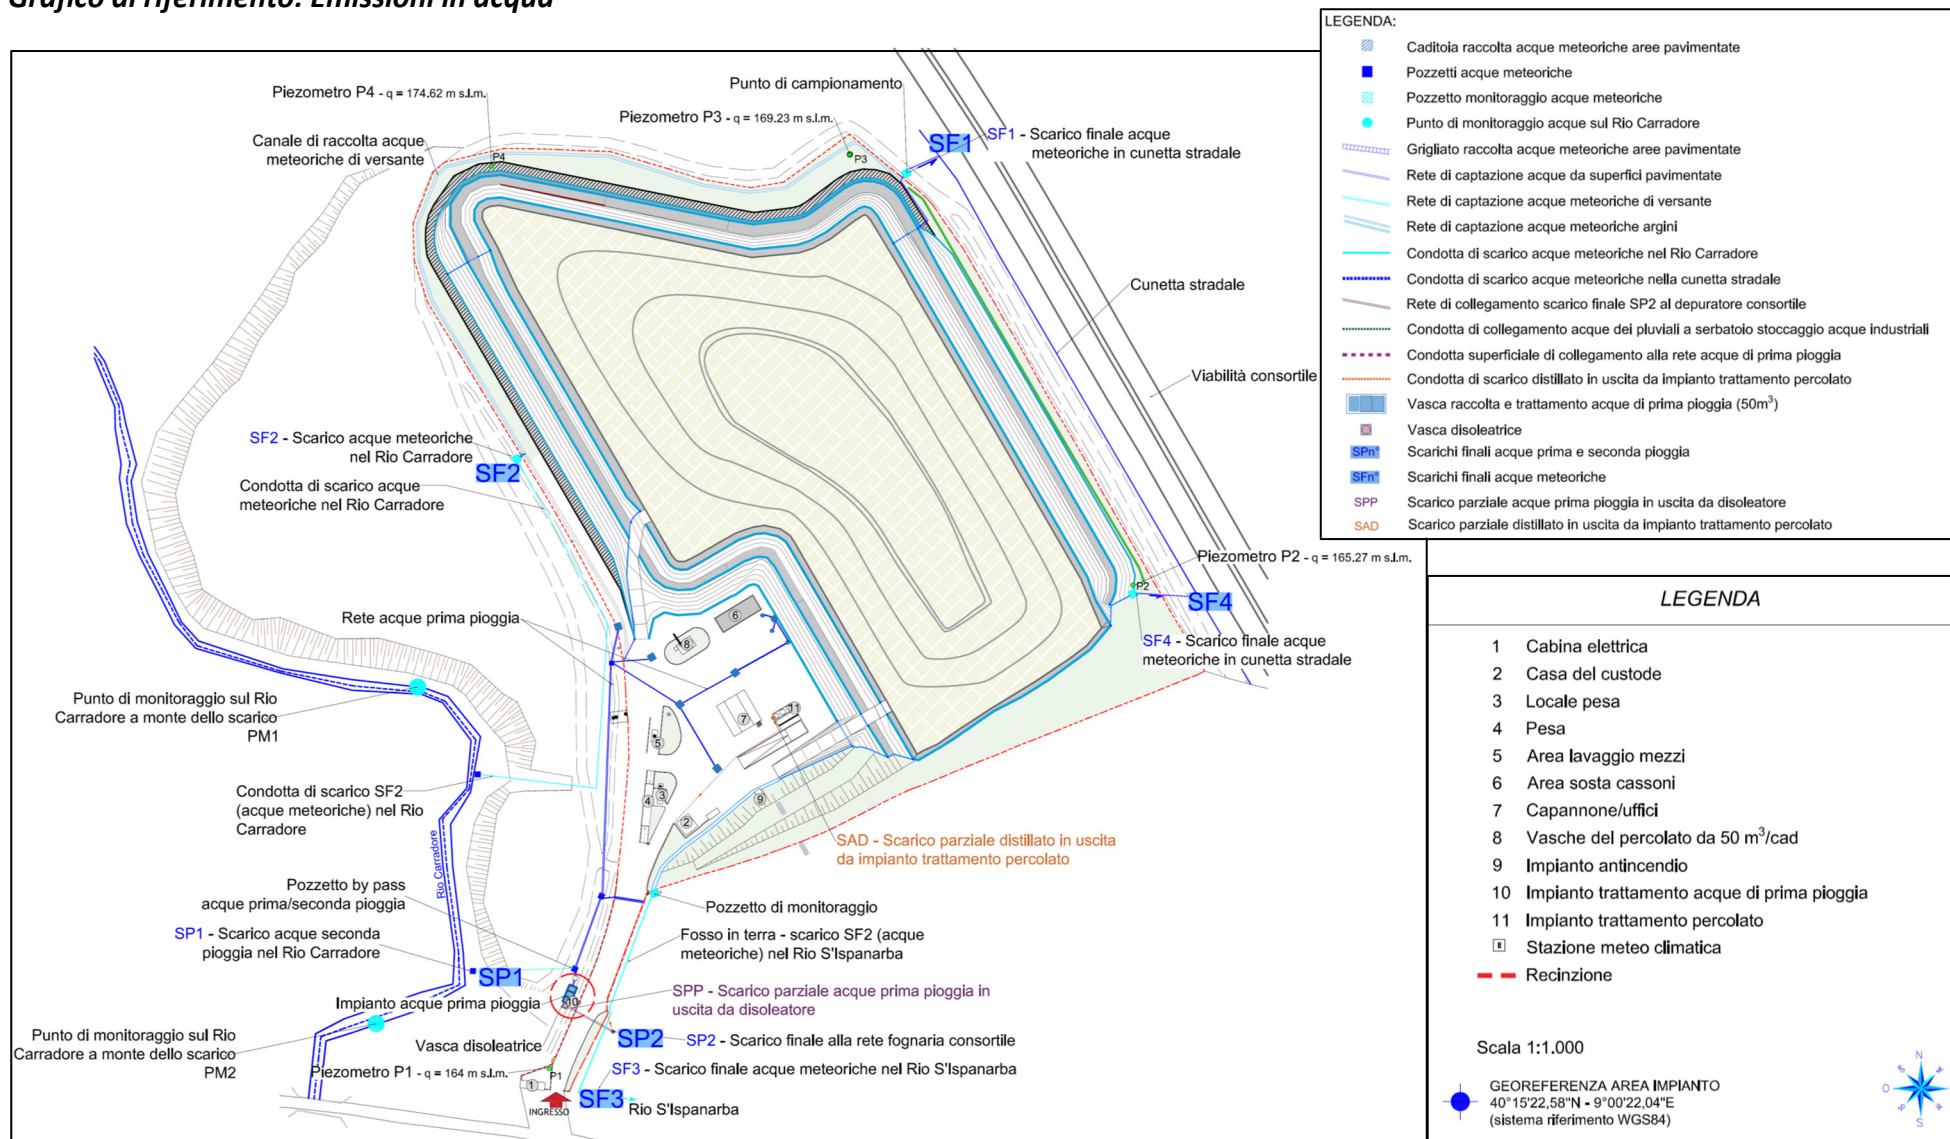 Grafico di riferimento: Emissioni in acqua
LEGENDA:
Caditoia raccolta acque meteoriche aree pavimentate
Pozzetti acque meteoriche
Pozzetto monitoraggio acque meteoriche
Punto di monitoraggio acque sul Rio Carradore
Grigliato raccolta acque meteoriche aree pavimentate
Rete di captazione acque da superfici pavimentate
Rete di captazione acque meteoriche di versante
Rete di captazione acque meteoriche argini
Condotta di scarico acque meteoriche nel Rio Carradore
Condotta di scarico acque meteoriche nella cunetta stradale
Rete di collegamento scarico finale SP2 al depuratore consortile
Condotta di collegamento acque dei pluviali a serbatoio stoccaggio acque industriali
Condotta superficiale di collegamento alla rete acque di prima pioggia
Condotta di scarico distillato in uscita da impianto trattamento percolato
Vasca raccolta e trattamento acque di prima pioggia (50m³)
Vasca disoleatrice
SPn° Scarichi finali acque prima e seconda pioggia
SFn° Scarichi finali acque meteoriche
SPP Scarico parziale acque prima pioggia in uscita da disoleatore
SAD Scarico parziale distillato in uscita da impianto trattamento percolato
Punto di campionamento
Piezometro P4 - q = 174.62 m s.l.m.
Piezometro P3 - q = 169.23 m s.l.m.
Canale di raccolta acque
meteoriche di versante
P4
P3
SF1
SF1 - Scarico finale acque
meteoriche in cunetta stradale
Cunetta stradale
Viabilità consortile
SF2 - Scarico acque meteoriche
nel Rio Carradore
SF2
Condotta di scarico acque
meteoriche nel Rio Carradore
Piezometro P2 - q = 165.27 m s.l.m.
P2
SF4
SF4 - Scarico finale acque
meteoriche in cunetta stradale
Rete acque prima pioggia
6
8
7
11
5
3
4
2
9
Punto di monitoraggio sul Rio
Carradore a monte dello scarico
PM1
Condotta di scarico SF2
(acque meteoriche) nel Rio
Carradore
Rio Carradore
SAD - Scarico parziale distillato in uscita
da impianto trattamento percolato
Pozzetto by pass
acque prima/seconda pioggia
Pozzetto di monitoraggio
SP1 - Scarico acque seconda
pioggia nel Rio Carradore
SP1
Fosso in terra - scarico SF2 (acque
meteoriche) nel Rio S'Ispanarba
Impianto acque prima pioggia
10
SPP - Scarico parziale acque prima pioggia in
uscita da disoleatore
Punto di monitoraggio sul Rio
Carradore a monte dello scarico
PM2
Vasca disoleatrice
SP2
SP2 - Scarico finale alla rete fognaria consortile
Piezometro P1 - q = 164 m s.l.m.
P1
1
INGRESSO
SF3 - Scarico finale acque meteoriche nel Rio S'Ispanarba
SF3
Rio S'Ispanarba
LEGENDA
1 Cabina elettrica
2 Casa del custode
3 Locale pesa
4 Pesa
5 Area lavaggio mezzi
6 Area sosta cassoni
7 Capannone/uffici
8 Vasche del percolato da 50 m³/cad
9 Impianto antincendio
10 Impianto trattamento acque di prima pioggia
11 Impianto trattamento percolato
Stazione meteo climatica
Recinzione
Scala 1:1.000
GEOREFERENZA AREA IMPIANTO
40°15'22,58"N - 9°00'22,04"E
(sistema riferimento WGS84)
N
O
E
S